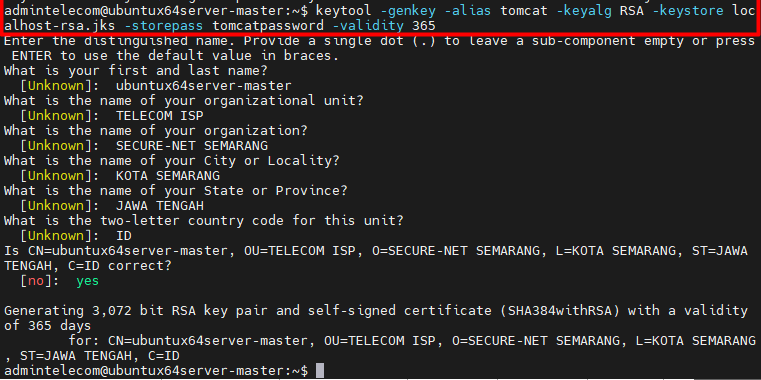 admintelecom@ubuntux64server-master:~$ keytool -genkey -alias tomcat -keyalg RSA -keystore loc
alhost-rsa.jks -storepass tomcatpassword -validity 365
Enter the distinguished name. Provide a single dot (.) to leave a sub-component empty or press
 ENTER to use the default value in braces.
What is your first and last name?
  [Unknown]:  ubuntux64server-master
What is the name of your organizational unit?
  [Unknown]:  TELECOM ISP
What is the name of your organization?
  [Unknown]:  SECURE-NET SEMARANG
What is the name of your City or Locality?
  [Unknown]:  KOTA SEMARANG
What is the name of your State or Province?
  [Unknown]:  JAWA TENGAH
What is the two-letter country code for this unit?
  [Unknown]:  ID
Is CN=ubuntux64server-master, OU=TELECOM ISP, O=SECURE-NET SEMARANG, L=KOTA SEMARANG, ST=JAWA
TENGAH, C=ID correct?
  [no]:  yes

Generating 3,072 bit RSA key pair and self-signed certificate (SHA384withRSA) with a validity
of 365 days
        for: CN=ubuntux64server-master, OU=TELECOM ISP, O=SECURE-NET SEMARANG, L=KOTA SEMARANG
, ST=JAWA TENGAH, C=ID
admintelecom@ubuntux64server-master:~$